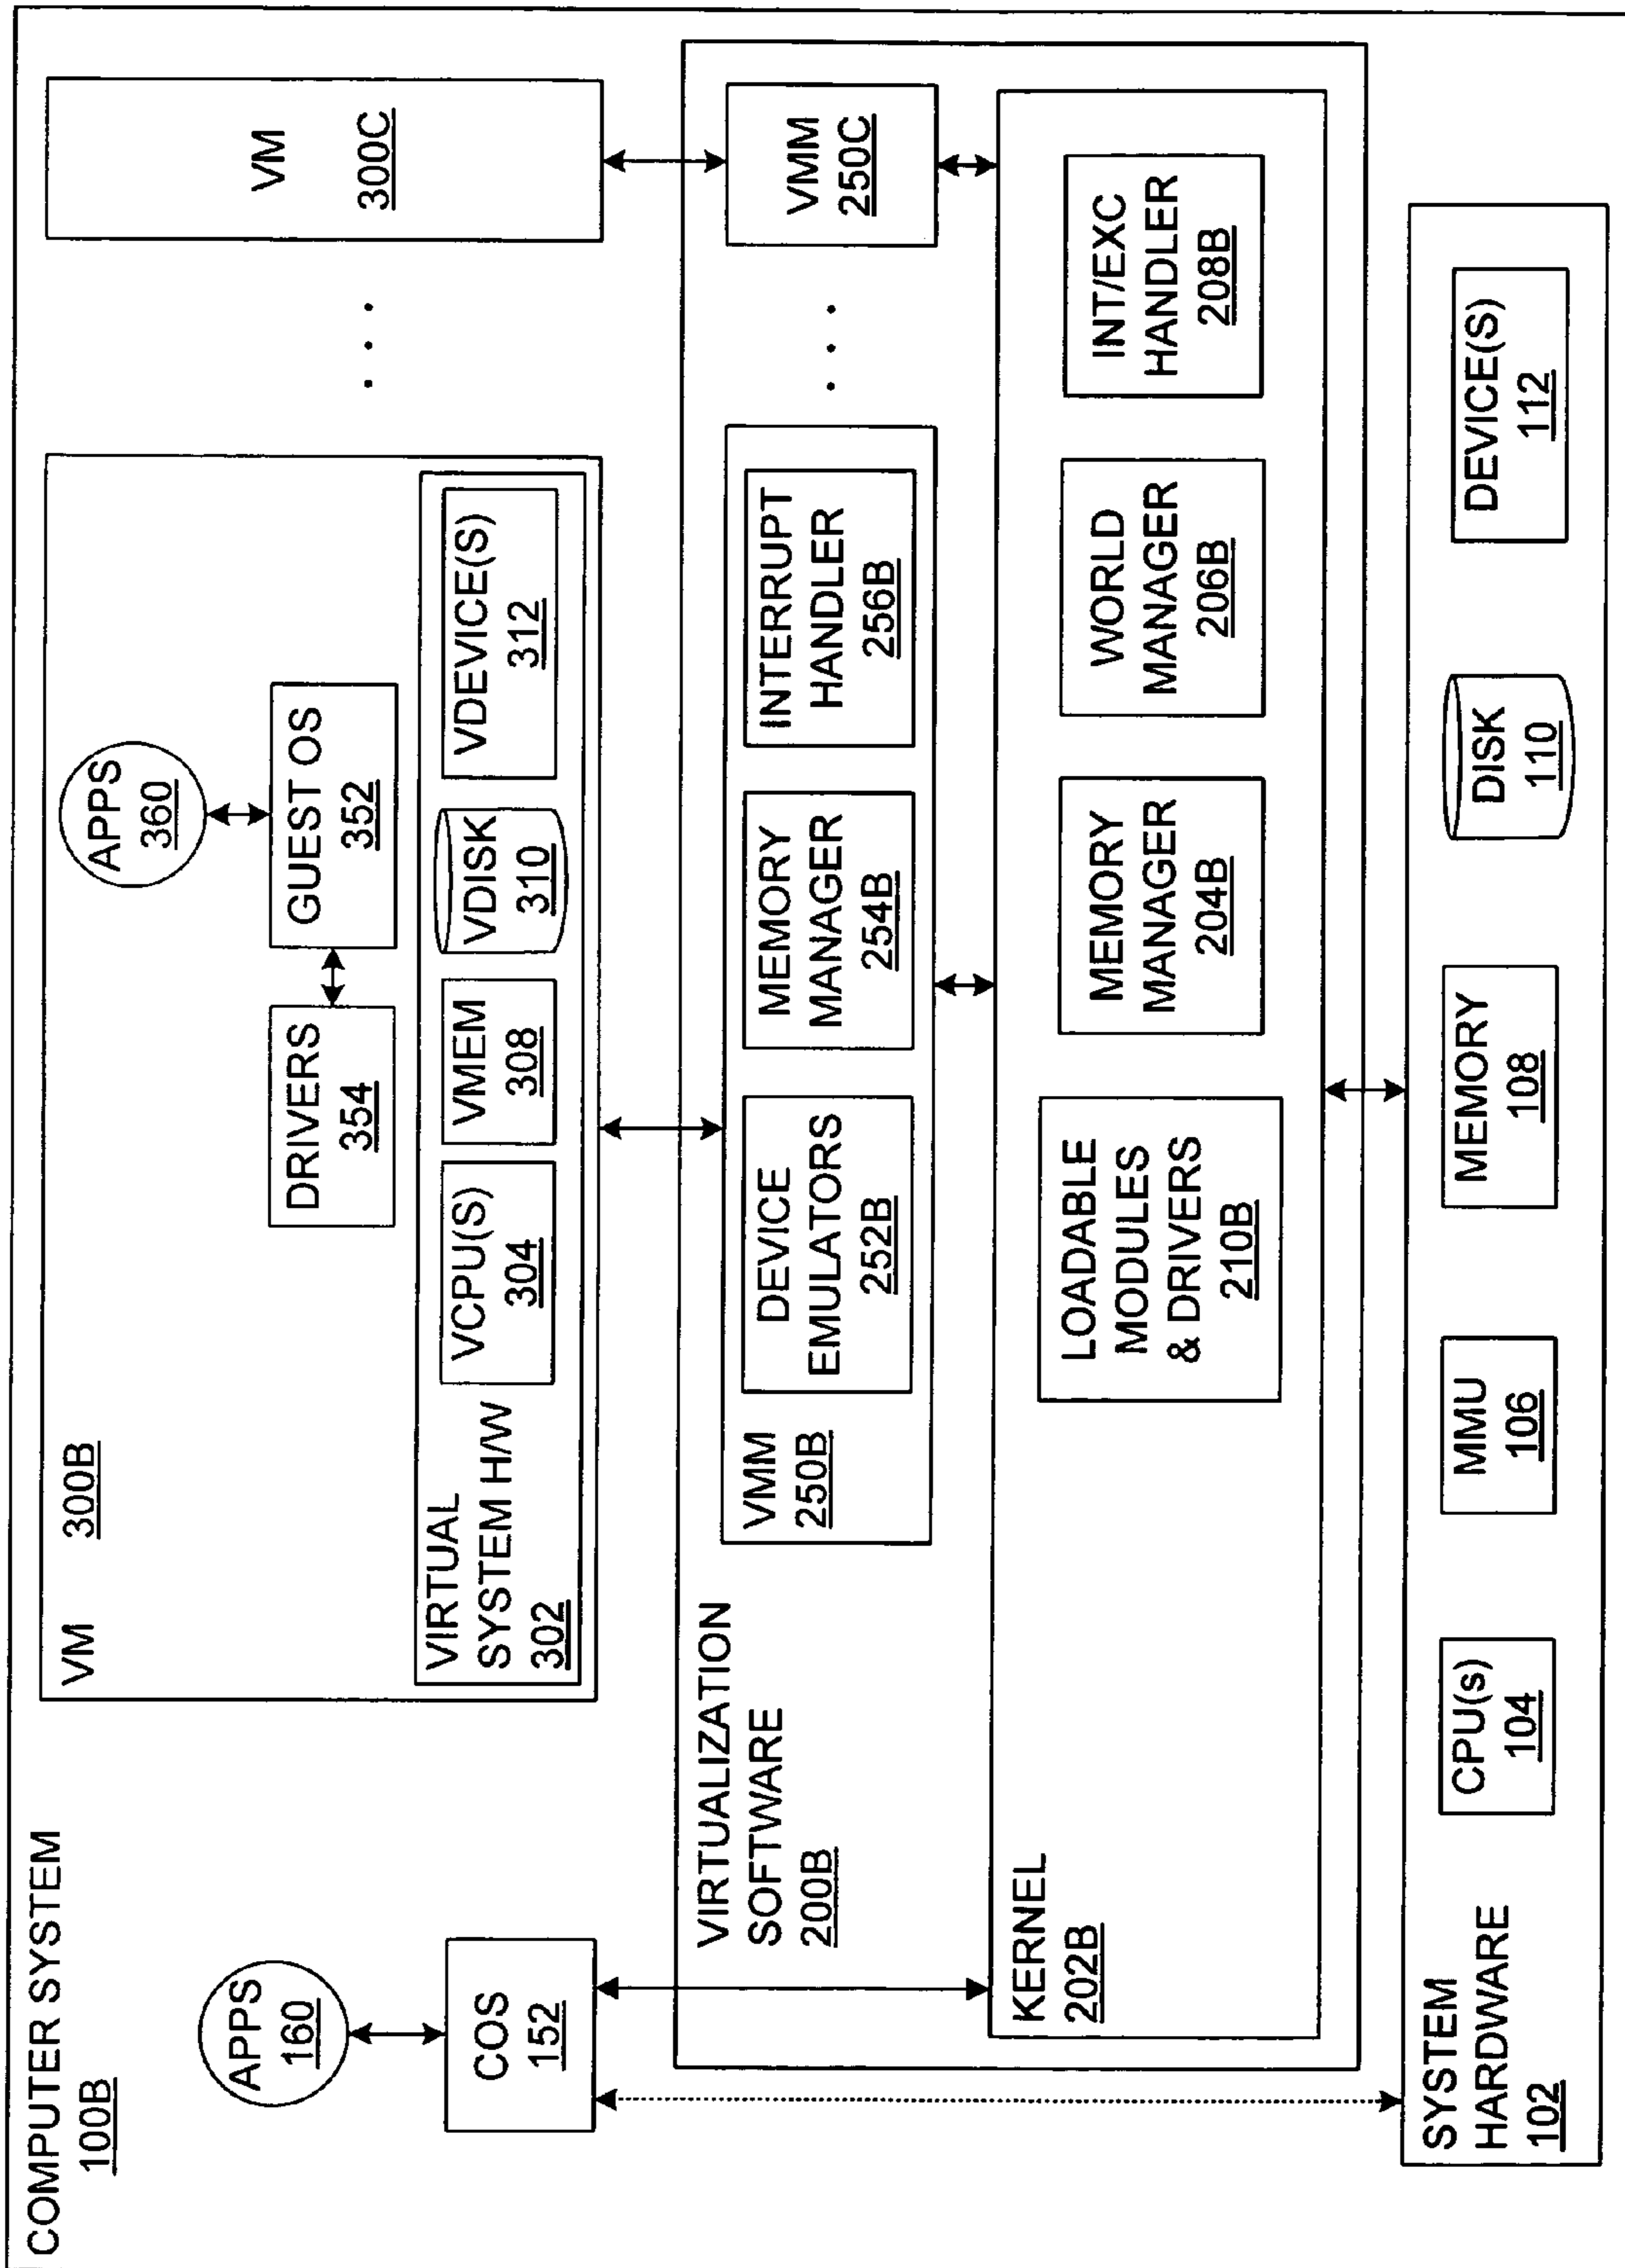 COMPUTER SYSTEM
100B
APPS
160
COS
152
VM
300B
APPS
360
DRIVERS
354
GUEST OS
352
VIRTUAL
SYSTEM H/W
302
VCPU(S)
304
VMEM
308
VDISK
310
VDEVICE(S)
312
. . .
VM
300C
VIRTUALIZATION
SOFTWARE
200B
VMM
250B
DEVICE
EMULATORS
252B
MEMORY
MANAGER
254B
INTERRUPT
HANDLER
256B
. . .
VMM
250C
KERNEL
202B
LOADABLE
MODULES
& DRIVERS
210B
MEMORY
MANAGER
204B
WORLD
MANAGER
206B
INT/EXC
HANDLER
208B
SYSTEM
HARDWARE
102
CPU(s)
104
MMU
106
MEMORY
108
DISK
110
DEVICE(S)
112